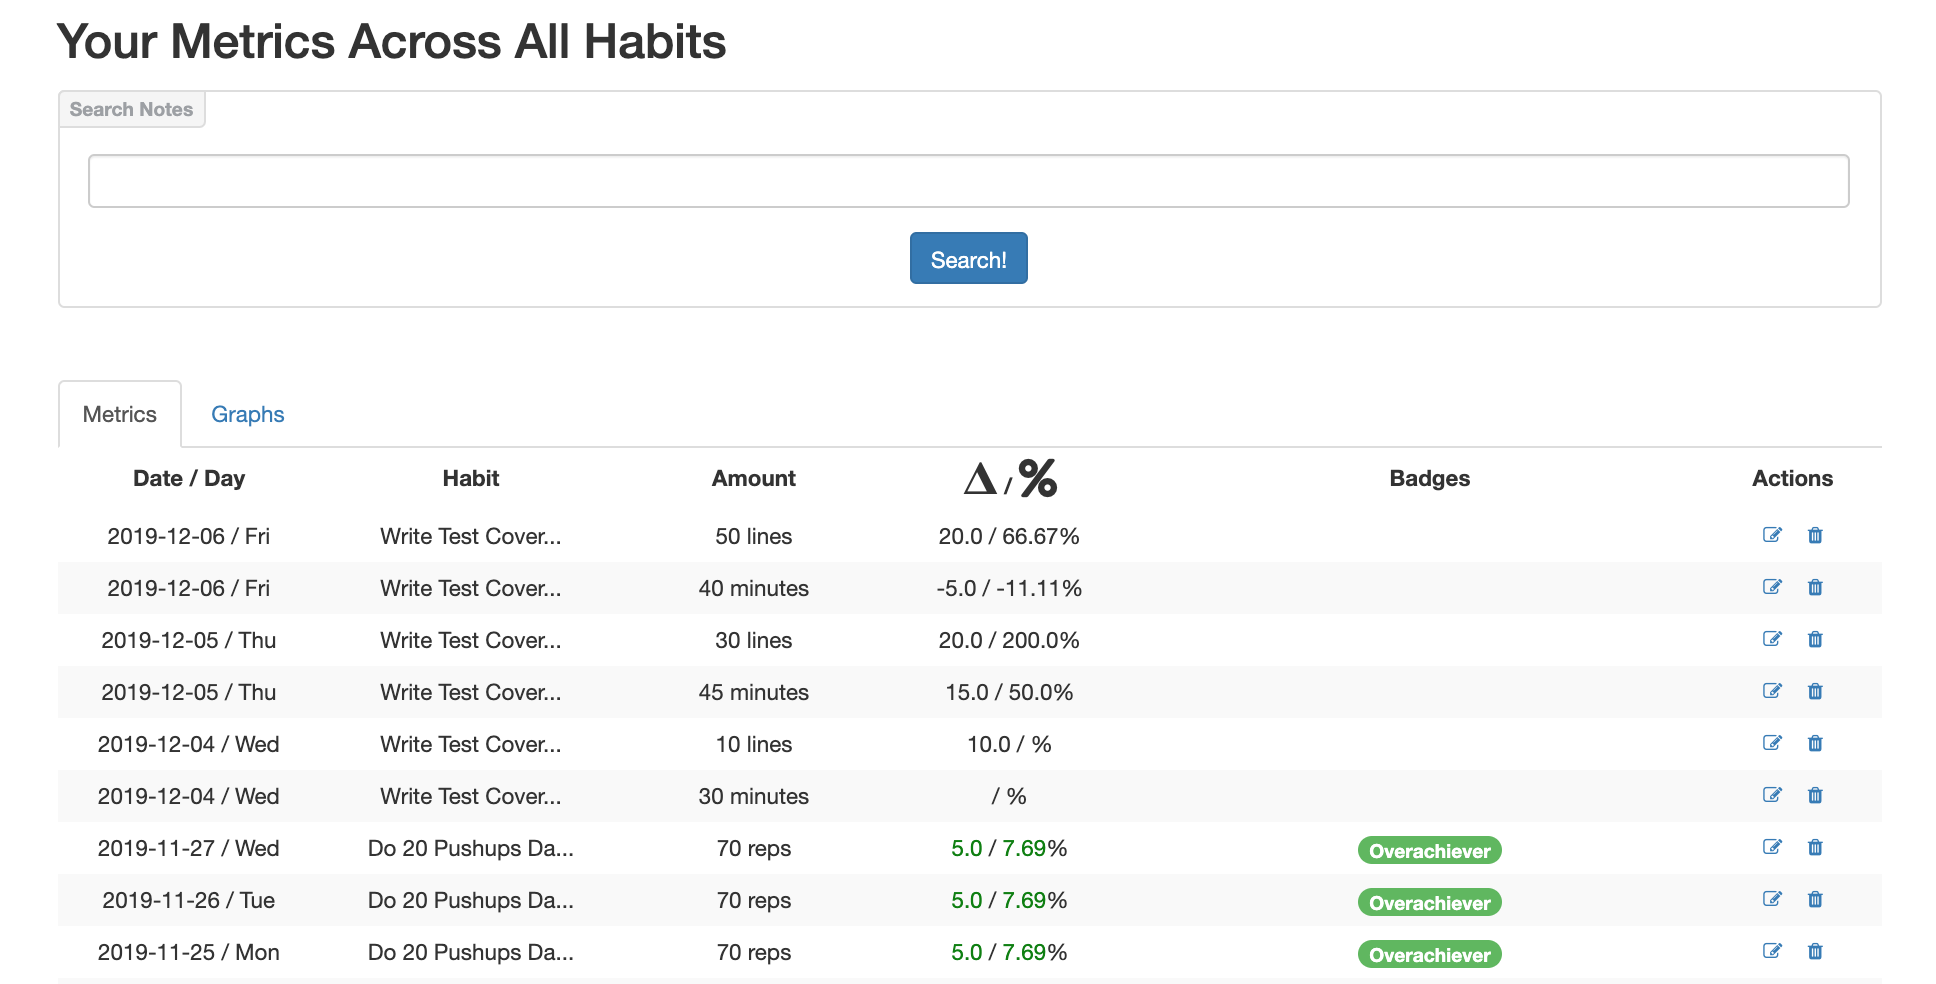 Your Metrics Across All Habits
Search Notes
Search!
Metrics Graphs
Date / Day Habit Amount Δ / % Badges Actions
2019-12-06 / Fri Write Test Cover... 50 lines 20.0 / 66.67%
2019-12-06 / Fri Write Test Cover... 40 minutes -5.0 / -11.11%
2019-12-05 / Thu Write Test Cover... 30 lines 20.0 / 200.0%
2019-12-05 / Thu Write Test Cover... 45 minutes 15.0 / 50.0%
2019-12-04 / Wed Write Test Cover... 10 lines 10.0 / %
2019-12-04 / Wed Write Test Cover... 30 minutes / %
2019-11-27 / Wed Do 20 Pushups Da... 70 reps 5.0 / 7.69% Overachiever
2019-11-26 / Tue Do 20 Pushups Da... 70 reps 5.0 / 7.69% Overachiever
2019-11-25 / Mon Do 20 Pushups Da... 70 reps 5.0 / 7.69% Overachiever